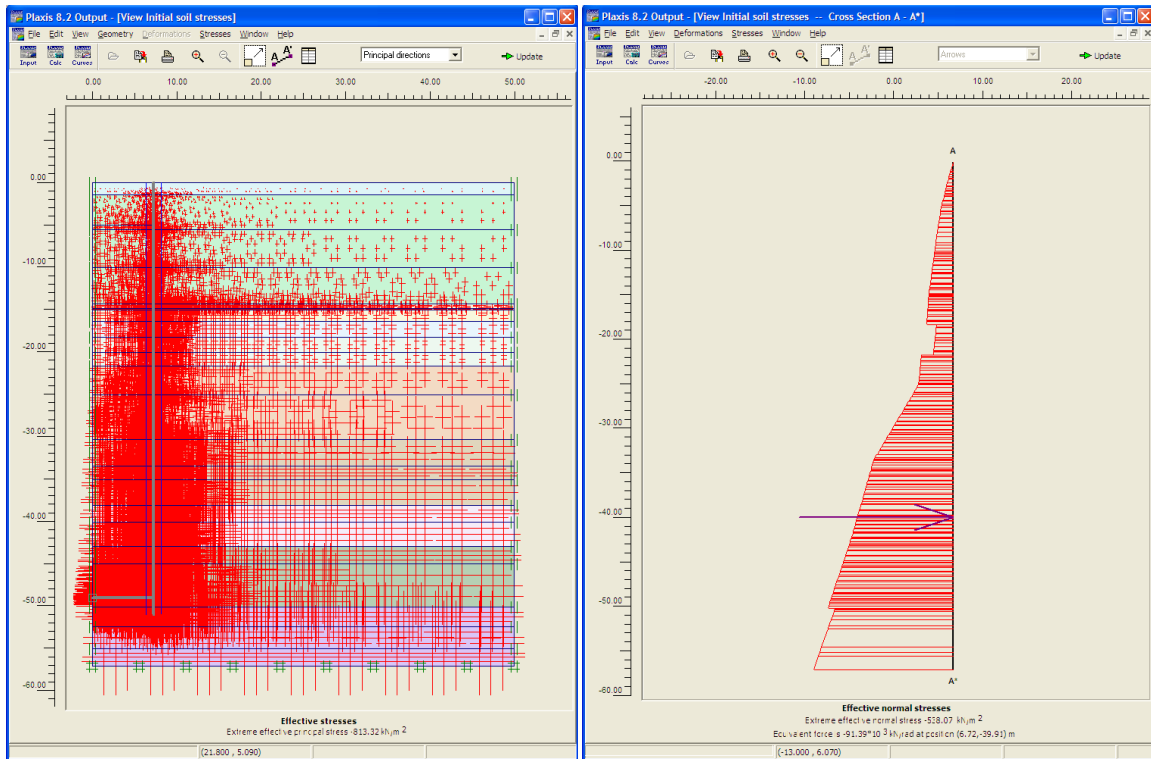 Plaxis 8.2 Output - [View Initial soil stresses]
File Edit View Geometry Deformations Stresses Window Help
Input Calc Curves A A* Principal directions Update
0.00 10.00 20.00 30.00 40.00 50.00
0.00
-10.00
-20.00
-30.00
-40.00
-50.00
-60.00
Effective stresses
Extreme effective principal stress -813.32 kN/m 2
(21.800 , 5.090)
Plaxis 8.2 Output - [View Initial soil stresses -- Cross Section A - A*]
File Edit View Deformations Stresses Window Help
Input Calc Curves A A* Arrows Update
-20.00 -10.00 0.00 10.00 20.00
0.00
-10.00
-20.00
-30.00
-40.00
-50.00
-60.00
A
A*
Effective normal stresses
Extreme effective normal stress -538.07 kN/m 2
Equivalent force is -91.39*10 3 kN/rad at position (6.72,-39.91) m
(-13.000 , 6.070)